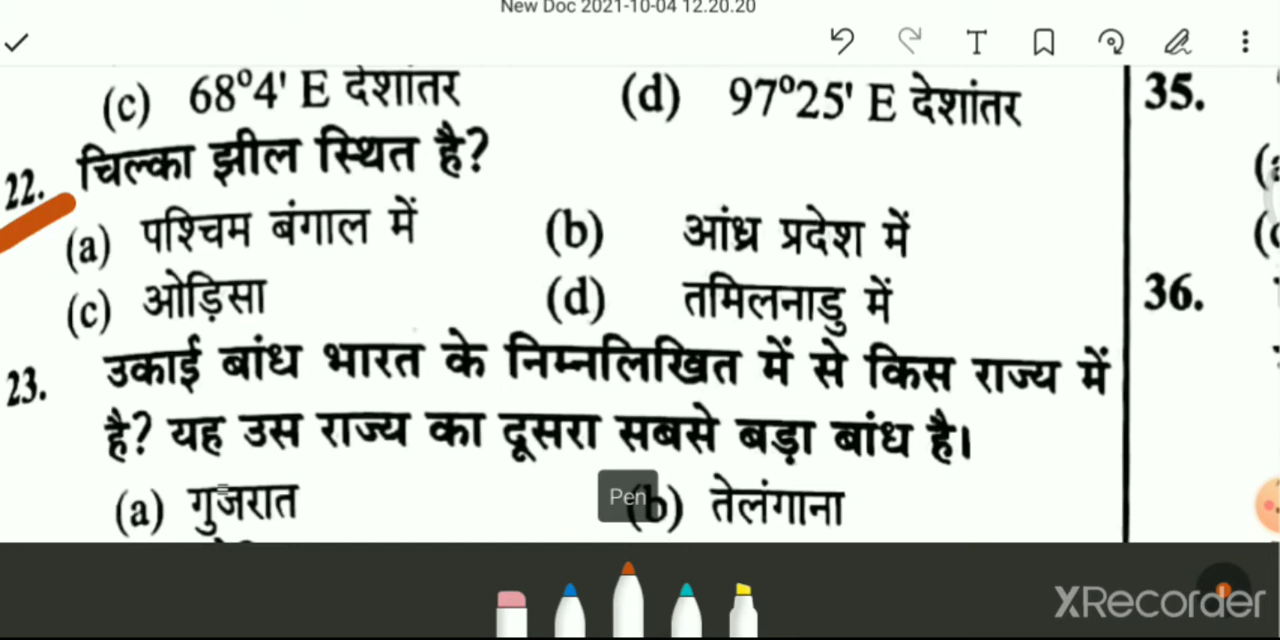 New Doc 2021-10-04 12.20.20
(c) 68°4' E देशांतर (d) 97°25' E देशांतर
22. चिल्का झील स्थित है?
(a) पश्चिम बंगाल में (b) आंध्र प्रदेश में
(c) ओड़िसा (d) तमिलनाडु में
23. उकाई बांध भारत के निम्नलिखित में से किस राज्य में
है? यह उस राज्य का दूसरा सबसे बड़ा बांध है।
(a) गुजरात (b) तेलंगाना
35.
36.
Pen
XRecorder